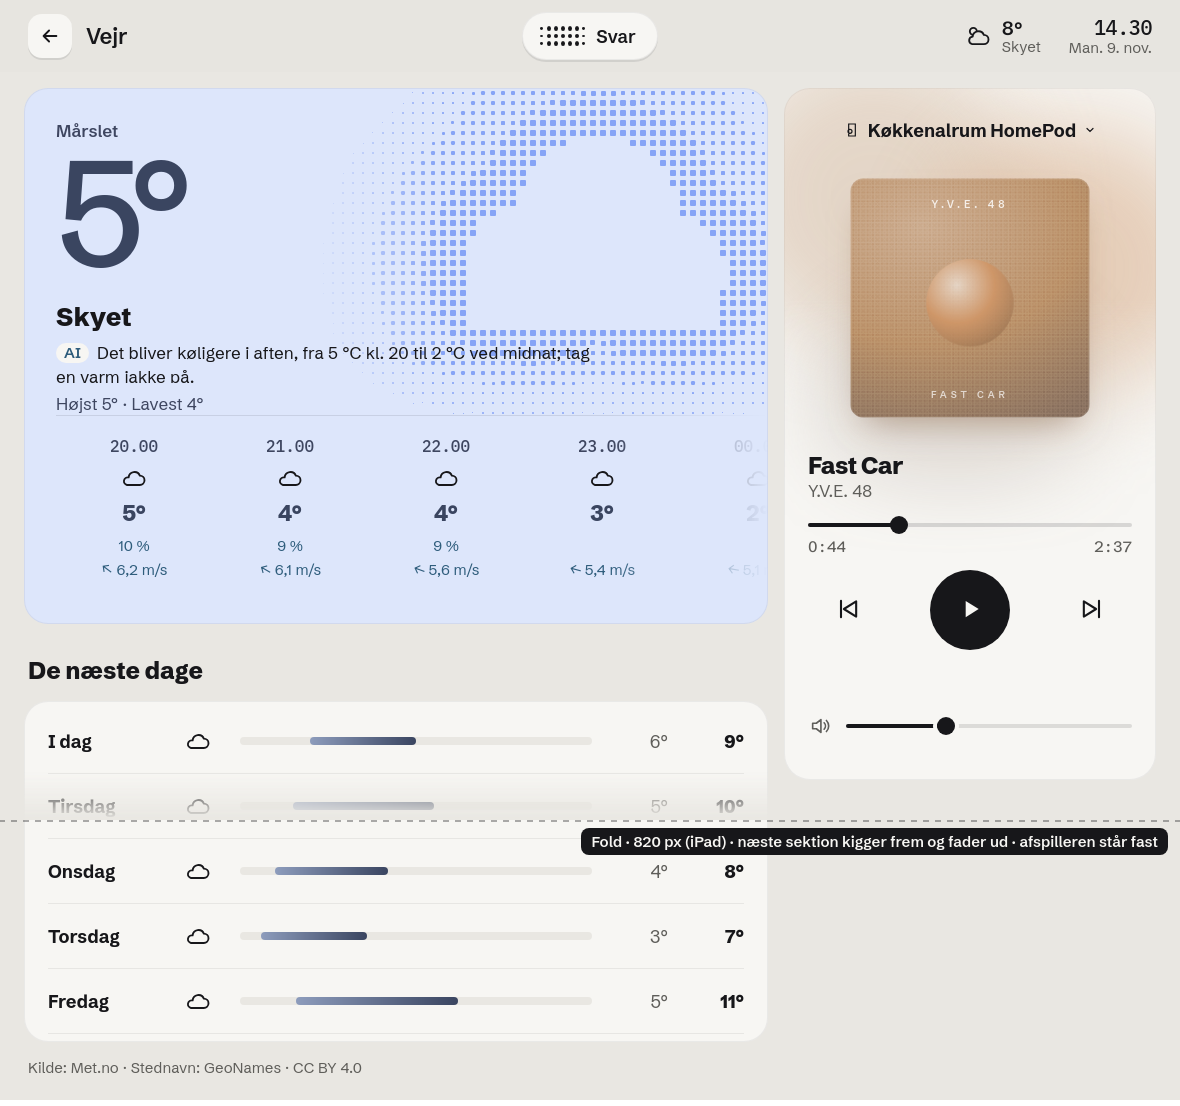 Vejr
Svar
8°
Skyet
14.30
Man. 9. nov.
Mårslet
5°
Skyet
AI Det bliver køligere i aften, fra 5 °C kl. 20 til 2 °C ved midnat; tag
en varm jakke på.
Højst 5° · Lavest 4°
20.00 21.00 22.00 23.00 00.
5° 4° 4° 3° 2°
10 % 9 % 9 %
6,2 m/s 6,1 m/s 5,6 m/s 5,4 m/s 5,1
Køkkenalrum HomePod
Y.V.E. 48
FAST CAR
Fast Car
Y.V.E. 48
0:44 2:37
De næste dage
I dag 6° 9°
Tirsdag 5° 10°
Fold · 820 px (iPad) · næste sektion kigger frem og fader ud · afspilleren står fast
Onsdag 4° 8°
Torsdag 3° 7°
Fredag 5° 11°
Kilde: Met.no · Stednavn: GeoNames · CC BY 4.0